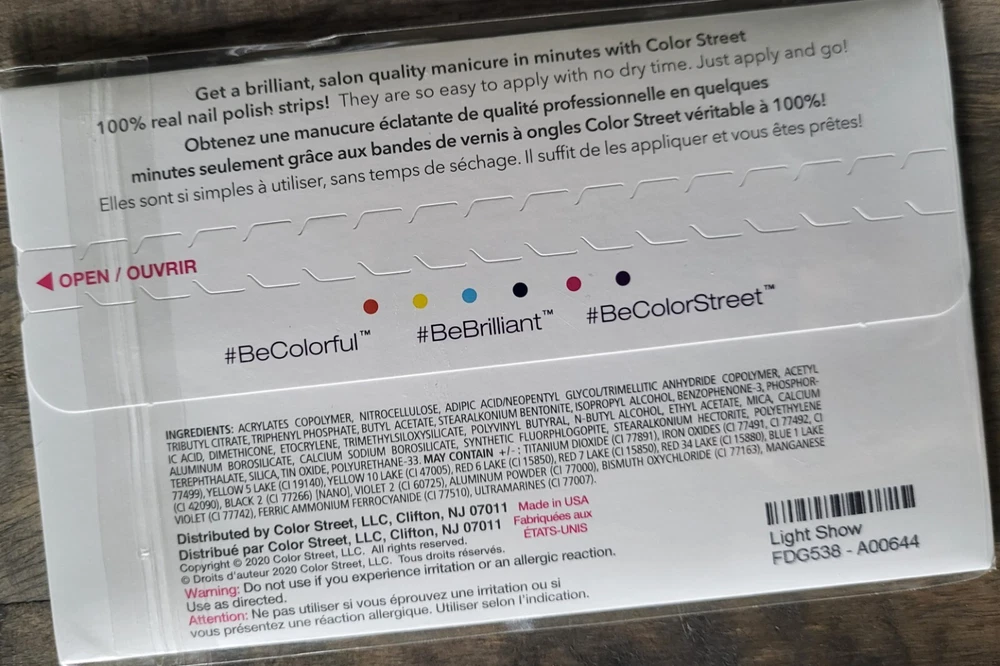 Get a brilliant, salon quality manicure in minutes with Color Street
100% real nail polish strips! They are so easy to apply with no dry time. Just apply and go!
Obtenez une manucure éclatante de qualité professionnelle en quelques
minutes seulement grâce aux bandes de vernis à ongles Color Street véritable à 100%!
Elles sont si simples à utiliser, sans temps de séchage. Il suffit de les appliquer et vous êtes prêtes!
OPEN / OUVRIR
#BeColorful™ #BeBrilliant™ #BeColorStreet™
INGREDIENTS: ACRYLATES COPOLYMER, NITROCELLULOSE, ADIPIC ACID/NEOPENTYL GLYCOL/TRIMELLITIC ANHYDRIDE COPOLYMER, ACETYL
TRIBUTYL CITRATE, TRIPHENYL PHOSPHATE, BUTYL ACETATE, STEARALKONIUM BENTONITE, ISOPROPYL ALCOHOL, BENZOPHENONE-3, PHOSPHOR-
IC ACID, DIMETHICONE, ETOCRYLENE, TRIMETHYLSILOXYSILICATE, POLYVINYL BUTYRAL, N-BUTYL ALCOHOL, ETHYL ACETATE, MICA, CALCIUM
ALUMINUM BOROSILICATE, CALCIUM SODIUM BOROSILICATE, SYNTHETIC FLUORPHLOGOPITE, STEARALKONIUM HECTORITE, POLYETHYLENE
TEREPHTHALATE, SILICA, TIN OXIDE, POLYURETHANE-33. MAY CONTAIN +/-: TITANIUM DIOXIDE (CI 77891), IRON OXIDES (CI 77491, CI 77492, CI
77499), YELLOW 5 LAKE (CI 19140), YELLOW 10 LAKE (CI 47005), RED 6 LAKE (CI 15850), RED 7 LAKE (CI 15850), RED 34 LAKE (CI 15880), BLUE 1 LAKE
(CI 42090), BLACK 2 (CI 77266) [NANO], VIOLET 2 (CI 60725), ALUMINUM POWDER (CI 77000), BISMUTH OXYCHLORIDE (CI 77163), MANGANESE
VIOLET (CI 77742), FERRIC AMMONIUM FERROCYANIDE (CI 77510), ULTRAMARINES (CI 77007).
Distributed by Color Street, LLC, Clifton, NJ 07011
Distribué par Color Street, LLC, Clifton, NJ 07011
Copyright © 2020 Color Street, LLC. All rights reserved.
© Droits d'auteur 2020 Color Street, LLC. Tous droits réservés.
Made in USA
Fabriquées aux
ÉTATS-UNIS
Warning: Do not use if you experience irritation or an allergic reaction.
Use as directed.
Attention: Ne pas utiliser si vous éprouvez une irritation ou si
vous présentez une réaction allergique. Utiliser selon l'indication.
Light Show
FDG538 - A00644